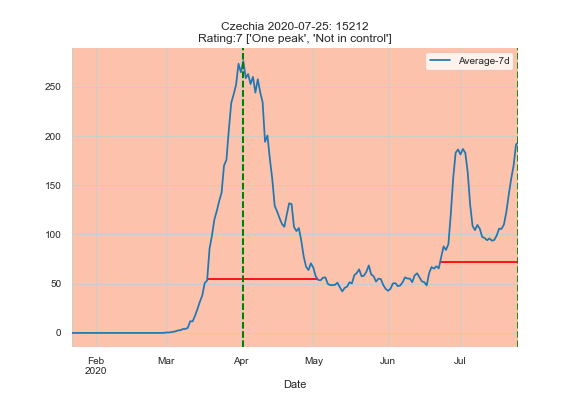 Czechia 2020-07-25: 15212
Rating:7 ['One peak', 'Not in control']
Average-7d
250
200
150
100
50
0
Feb
2020
Mar
Apr
May
Jun
Jul
Date